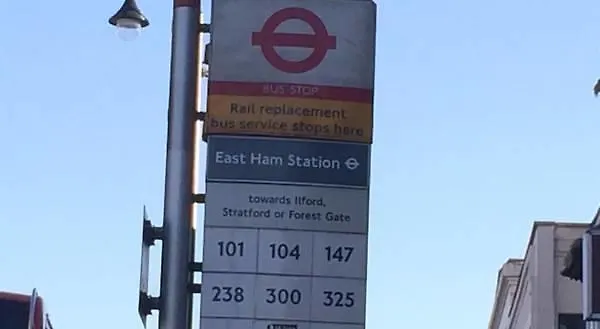 BUS STOP
Rail replacement
bus service stops here
East Ham Station
towards Ilford,
Stratford or Forest Gate
101 104 147
238 300 325